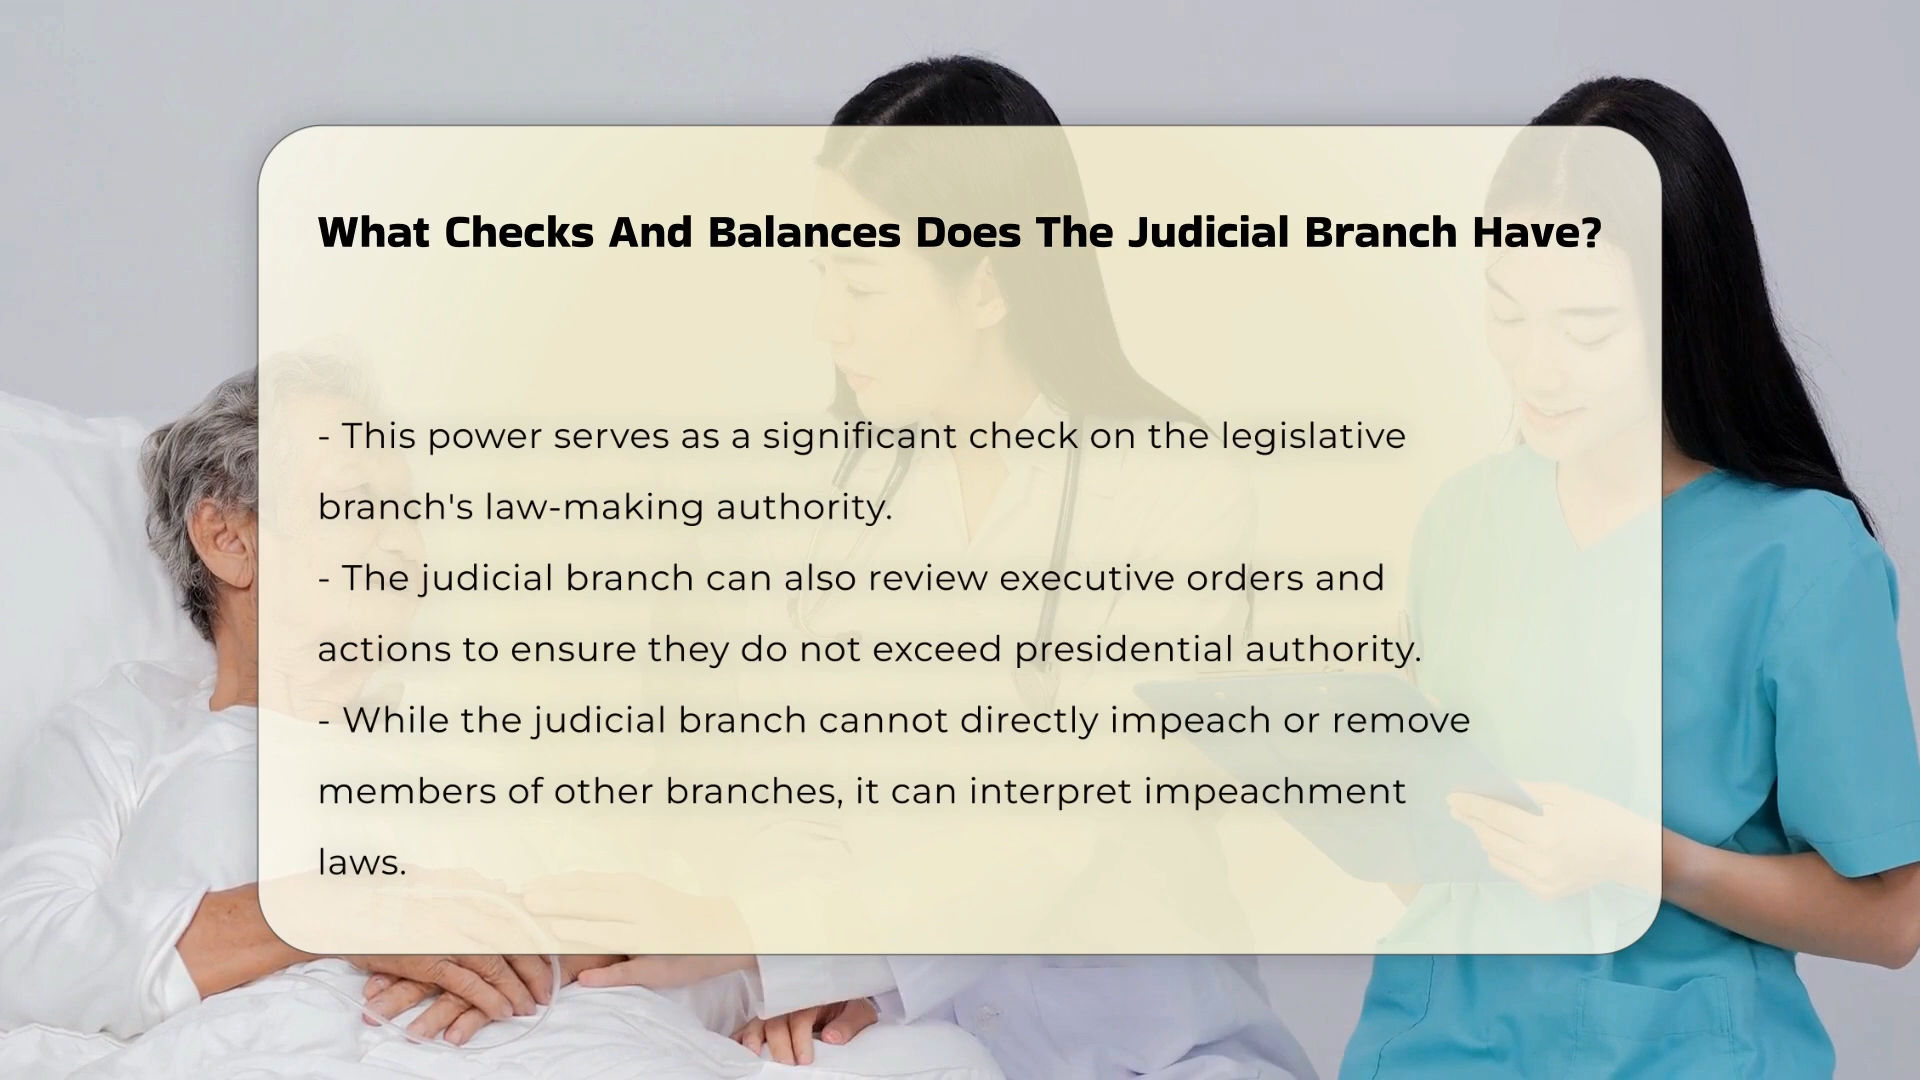 What Checks And Balances Does The Judicial Branch Have?
- This power serves as a significant check on the legislative
branch's law-making authority.
- The judicial branch can also review executive orders and
actions to ensure they do not exceed presidential authority.
- While the judicial branch cannot directly impeach or remove
members of other branches, it can interpret impeachment
laws.